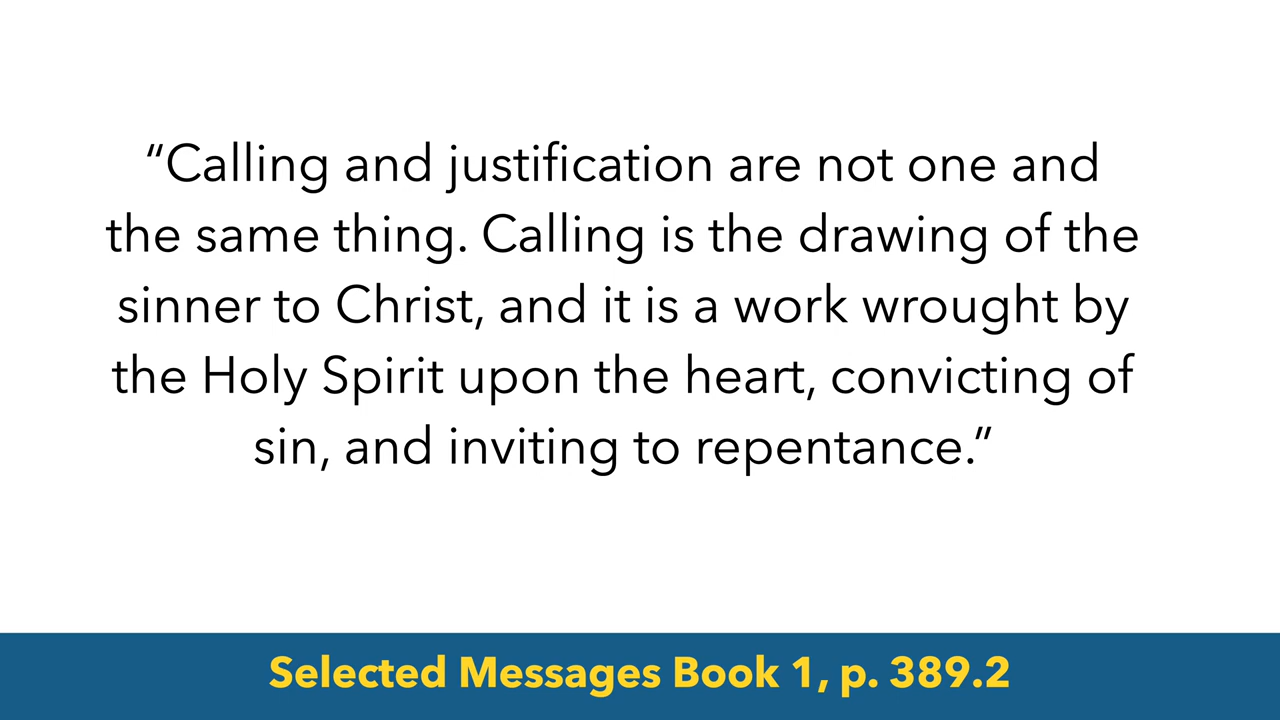 “Calling and justification are not one and
the same thing. Calling is the drawing of the
sinner to Christ, and it is a work wrought by
the Holy Spirit upon the heart, convicting of
sin, and inviting to repentance.”
Selected Messages Book 1, p. 389.2